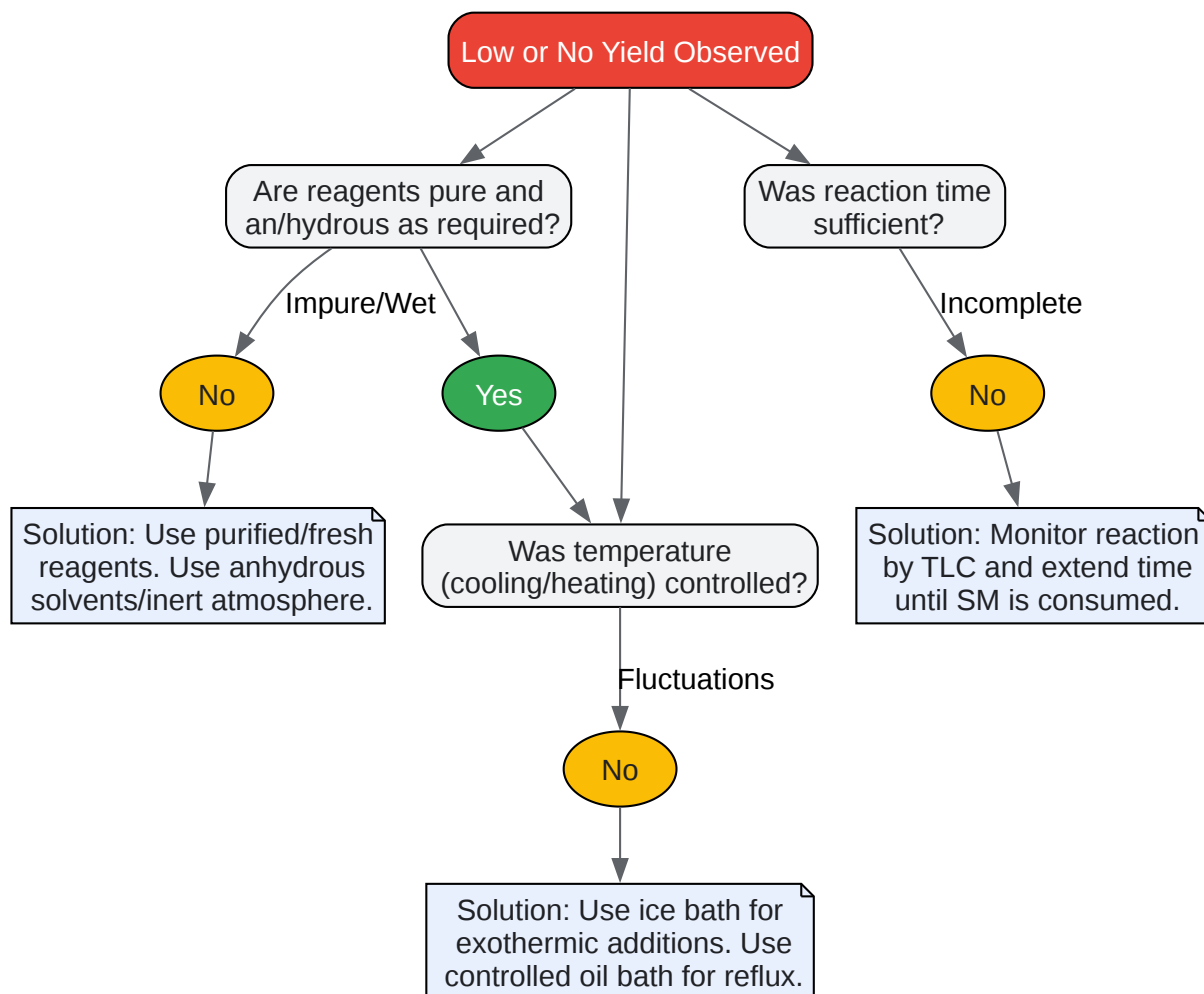 Low or No Yield Observed
Are reagents pure and
an/hydrous as required?
Was reaction time
sufficient?
Impure/Wet
Incomplete
No
Yes
No
Solution: Use purified/fresh
reagents. Use anhydrous
solvents/inert atmosphere.
Was temperature
(cooling/heating) controlled?
Solution: Monitor reaction
by TLC and extend time
until SM is consumed.
Fluctuations
No
Solution: Use ice bath for
exothermic additions. Use
controlled oil bath for reflux.